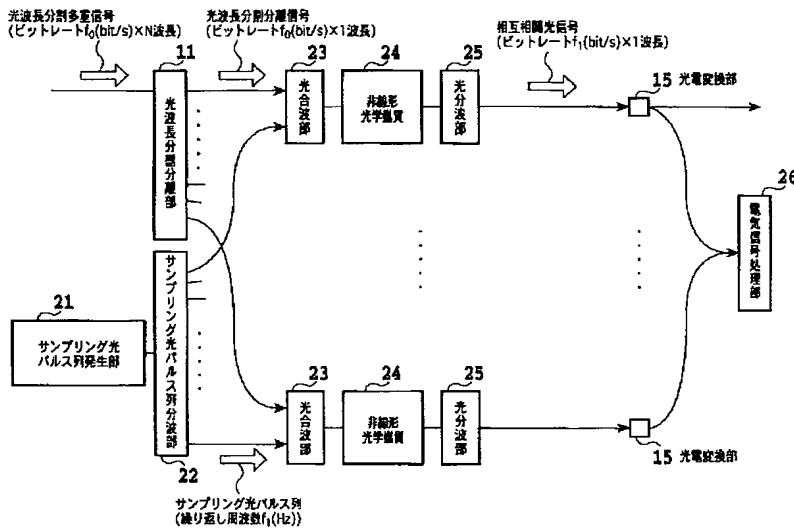 光波長分割多重信号
(ビットレートf₀(bit/s)×N波長)
光波長分割分離信号
(ビットレートf₀(bit/s)×1波長)
相互相関光信号
(ビットレートf₁(bit/s)×1波長)
11
光波長分割分離部
23
光合波部
24
非線形
光学媒質
25
光分波部
15 光電変換部
26
電気信号処理部
21
サンプリング光
パルス列発生部
サンプリング光パルス列分波部
22
23
光合波部
24
非線形
光学媒質
25
光分波部
15 光電変換部
サンプリング光パルス列
(繰り返し周波数f₁(Hz))